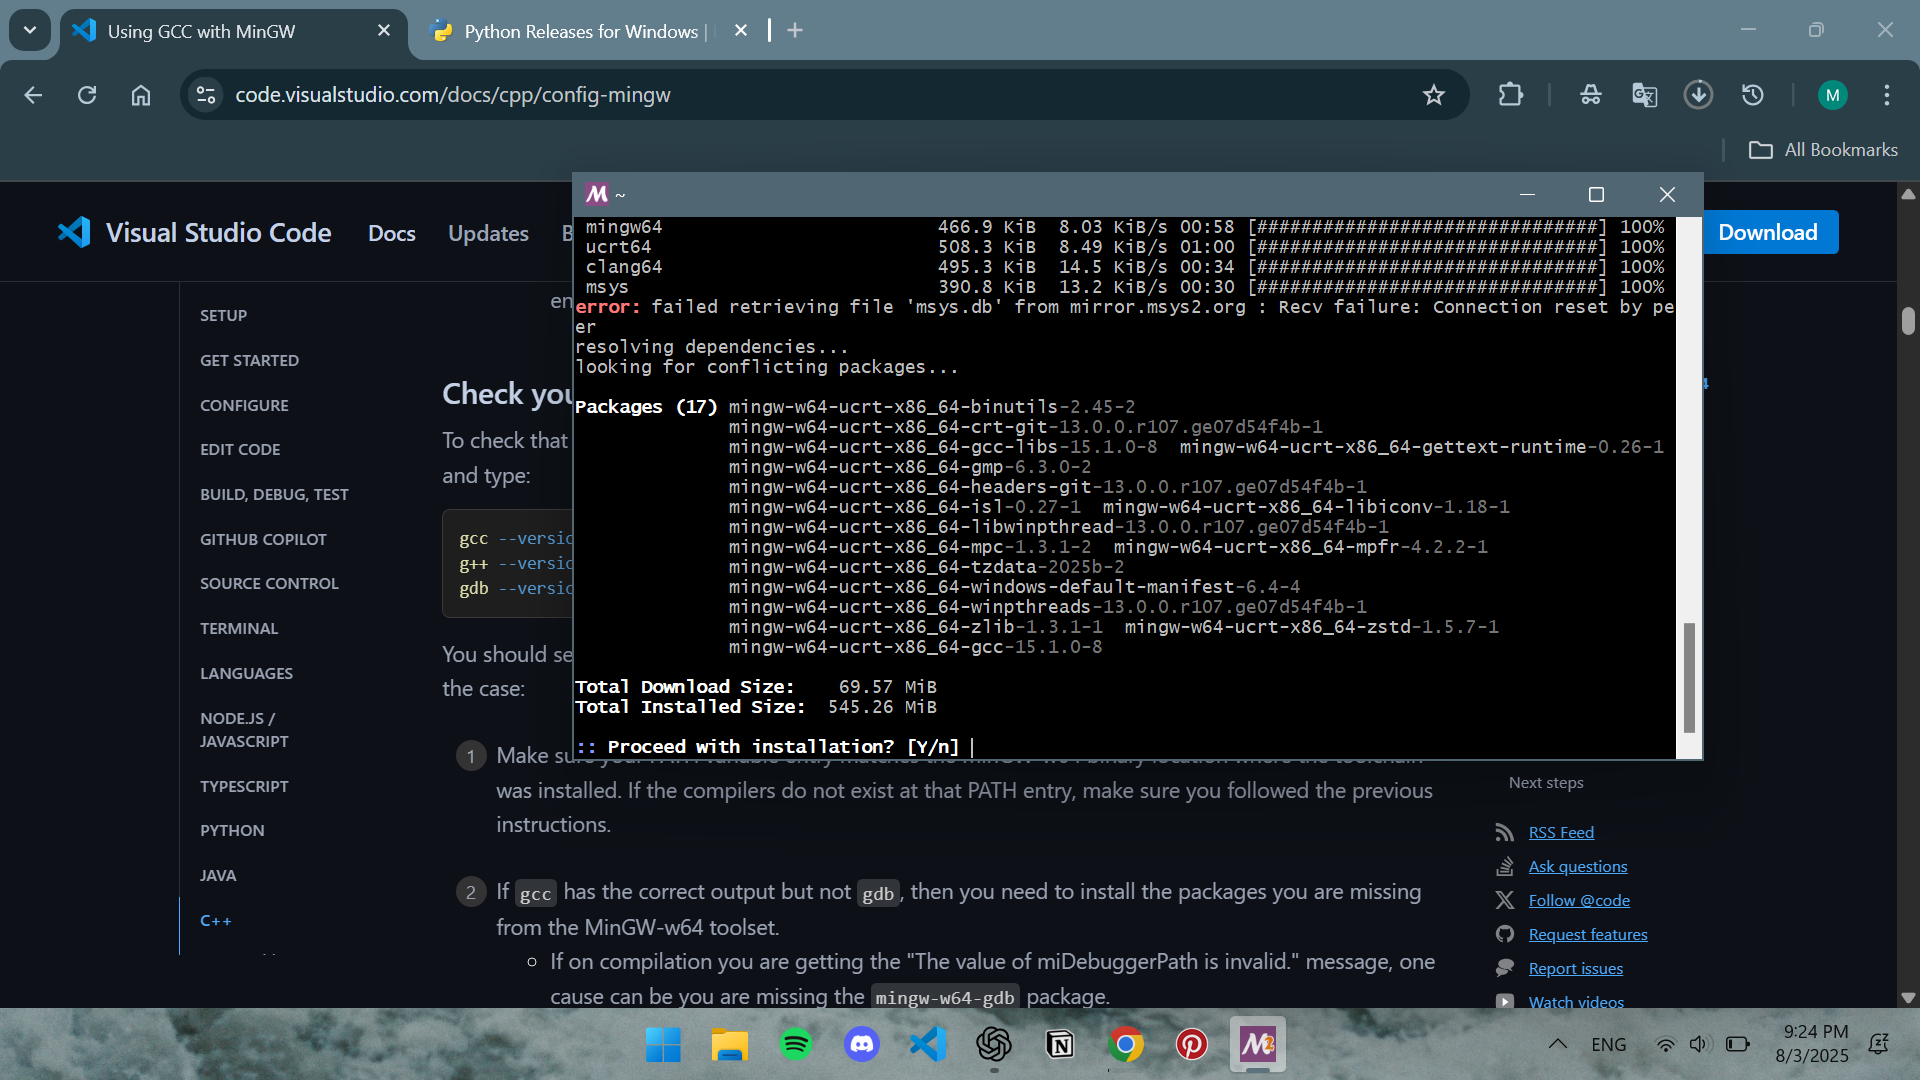 Using GCC with MinGW
Python Releases for Windows |
code.visualstudio.com/docs/cpp/config-mingw
M
All Bookmarks
Visual Studio Code
Docs
Updates
B
Download
~
mingw64 466.9 KiB 8.03 KiB/s 00:58 [###############################] 100%
ucrt64 508.3 KiB 8.49 KiB/s 01:00 [###############################] 100%
clang64 495.3 KiB 14.5 KiB/s 00:34 [###############################] 100%
msys 390.8 KiB 13.2 KiB/s 00:30 [###############################] 100%
error: failed retrieving file 'msys.db' from mirror.msys2.org : Recv failure: Connection reset by pe
er
resolving dependencies...
looking for conflicting packages...
Packages (17) mingw-w64-ucrt-x86_64-binutils-2.45-2
mingw-w64-ucrt-x86_64-crt-git-13.0.0.r107.ge07d54f4b-1
mingw-w64-ucrt-x86_64-gcc-libs-15.1.0-8 mingw-w64-ucrt-x86_64-gettext-runtime-0.26-1
mingw-w64-ucrt-x86_64-gmp-6.3.0-2
mingw-w64-ucrt-x86_64-headers-git-13.0.0.r107.ge07d54f4b-1
mingw-w64-ucrt-x86_64-isl-0.27-1 mingw-w64-ucrt-x86_64-libiconv-1.18-1
mingw-w64-ucrt-x86_64-libwinpthread-13.0.0.r107.ge07d54f4b-1
mingw-w64-ucrt-x86_64-mpc-1.3.1-2 mingw-w64-ucrt-x86_64-mpfr-4.2.2-1
mingw-w64-ucrt-x86_64-tzdata-2025b-2
mingw-w64-ucrt-x86_64-windows-default-manifest-6.4-4
mingw-w64-ucrt-x86_64-winpthreads-13.0.0.r107.ge07d54f4b-1
mingw-w64-ucrt-x86_64-zlib-1.3.1-1 mingw-w64-ucrt-x86_64-zstd-1.5.7-1
mingw-w64-ucrt-x86_64-gcc-15.1.0-8
Total Download Size: 69.57 MiB
Total Installed Size: 545.26 MiB
:: Proceed with installation? [Y/n]
SETUP
GET STARTED
CONFIGURE
EDIT CODE
BUILD, DEBUG, TEST
GITHUB COPILOT
SOURCE CONTROL
TERMINAL
LANGUAGES
NODE.JS /
JAVASCRIPT
TYPESCRIPT
PYTHON
JAVA
C++
en
Check you
To check that
and type:
gcc --versio
g++ --versio
gdb --versio
You should se
the case:
1 Make sure your PATH variable entry matches the MinGW-w64 binary location where the toolchain
was installed. If the compilers do not exist at that PATH entry, make sure you followed the previous
instructions.
2 If gcc has the correct output but not gdb, then you need to install the packages you are missing
from the MinGW-w64 toolset.
○ If on compilation you are getting the "The value of miDebuggerPath is invalid." message, one
cause can be you are missing the mingw-w64-gdb package.
4
Next steps
RSS Feed
Ask questions
Follow @code
Request features
Report issues
Watch videos
ENG
9:24 PM
8/3/2025